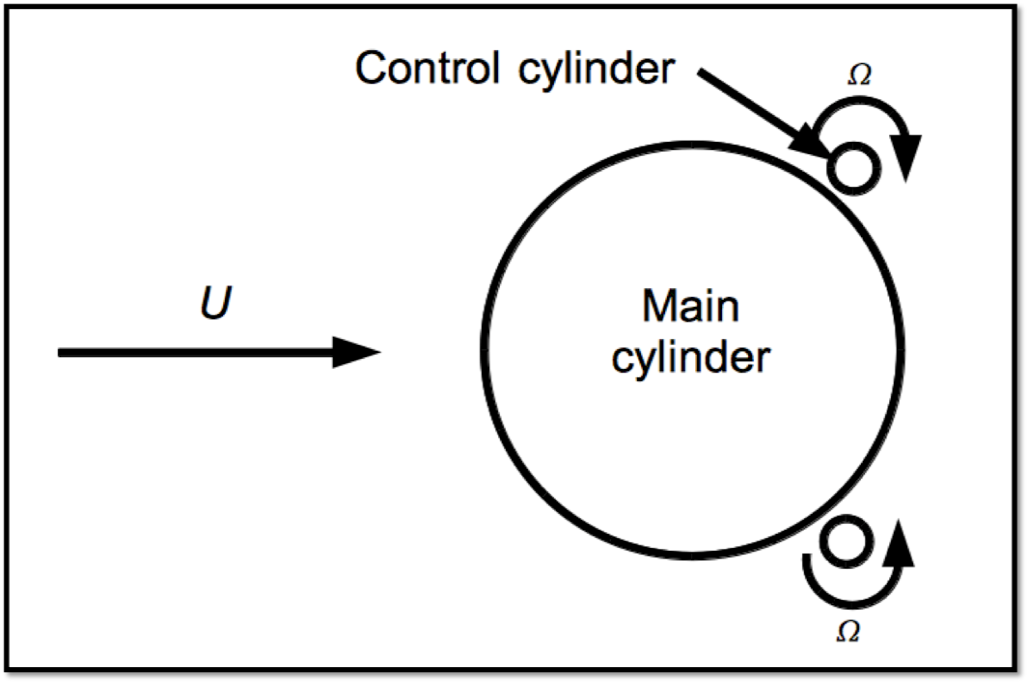 Control cylinder
Ω
U
Main
cylinder
Ω